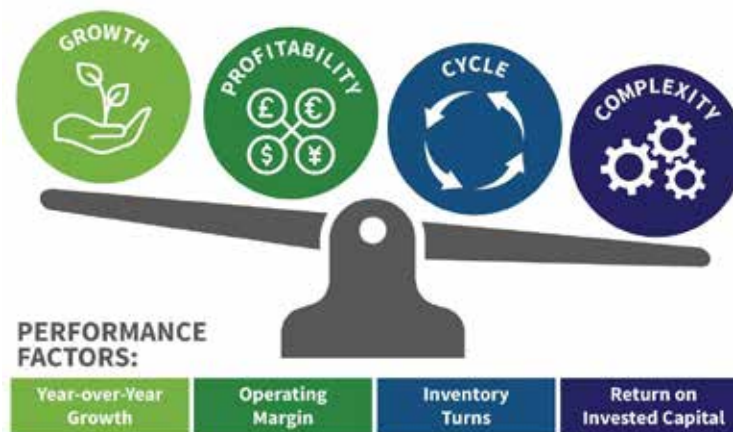 GROWTH
PROFITABILITY
£ €
$ ¥
CYCLE
COMPLEXITY
PERFORMANCE
FACTORS:
Year-over-Year
Growth
Operating
Margin
Inventory
Turns
Return on
Invested Capital